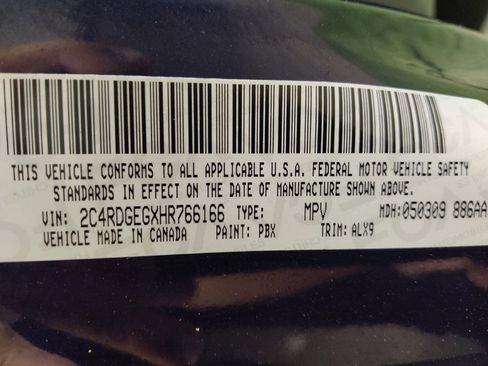 THIS VEHICLE CONFORMS TO ALL APPLICABLE U.S.A. FEDERAL MOTOR VEHICLE SAFETY
STANDARDS IN EFFECT ON THE DATE OF MANUFACTURE SHOWN ABOVE.
VIN: 2C4RDGEGXHR766166 TYPE: MPV MDH: 050309 886AA
VEHICLE MADE IN CANADA PAINT: PBX TRIM: ALX9